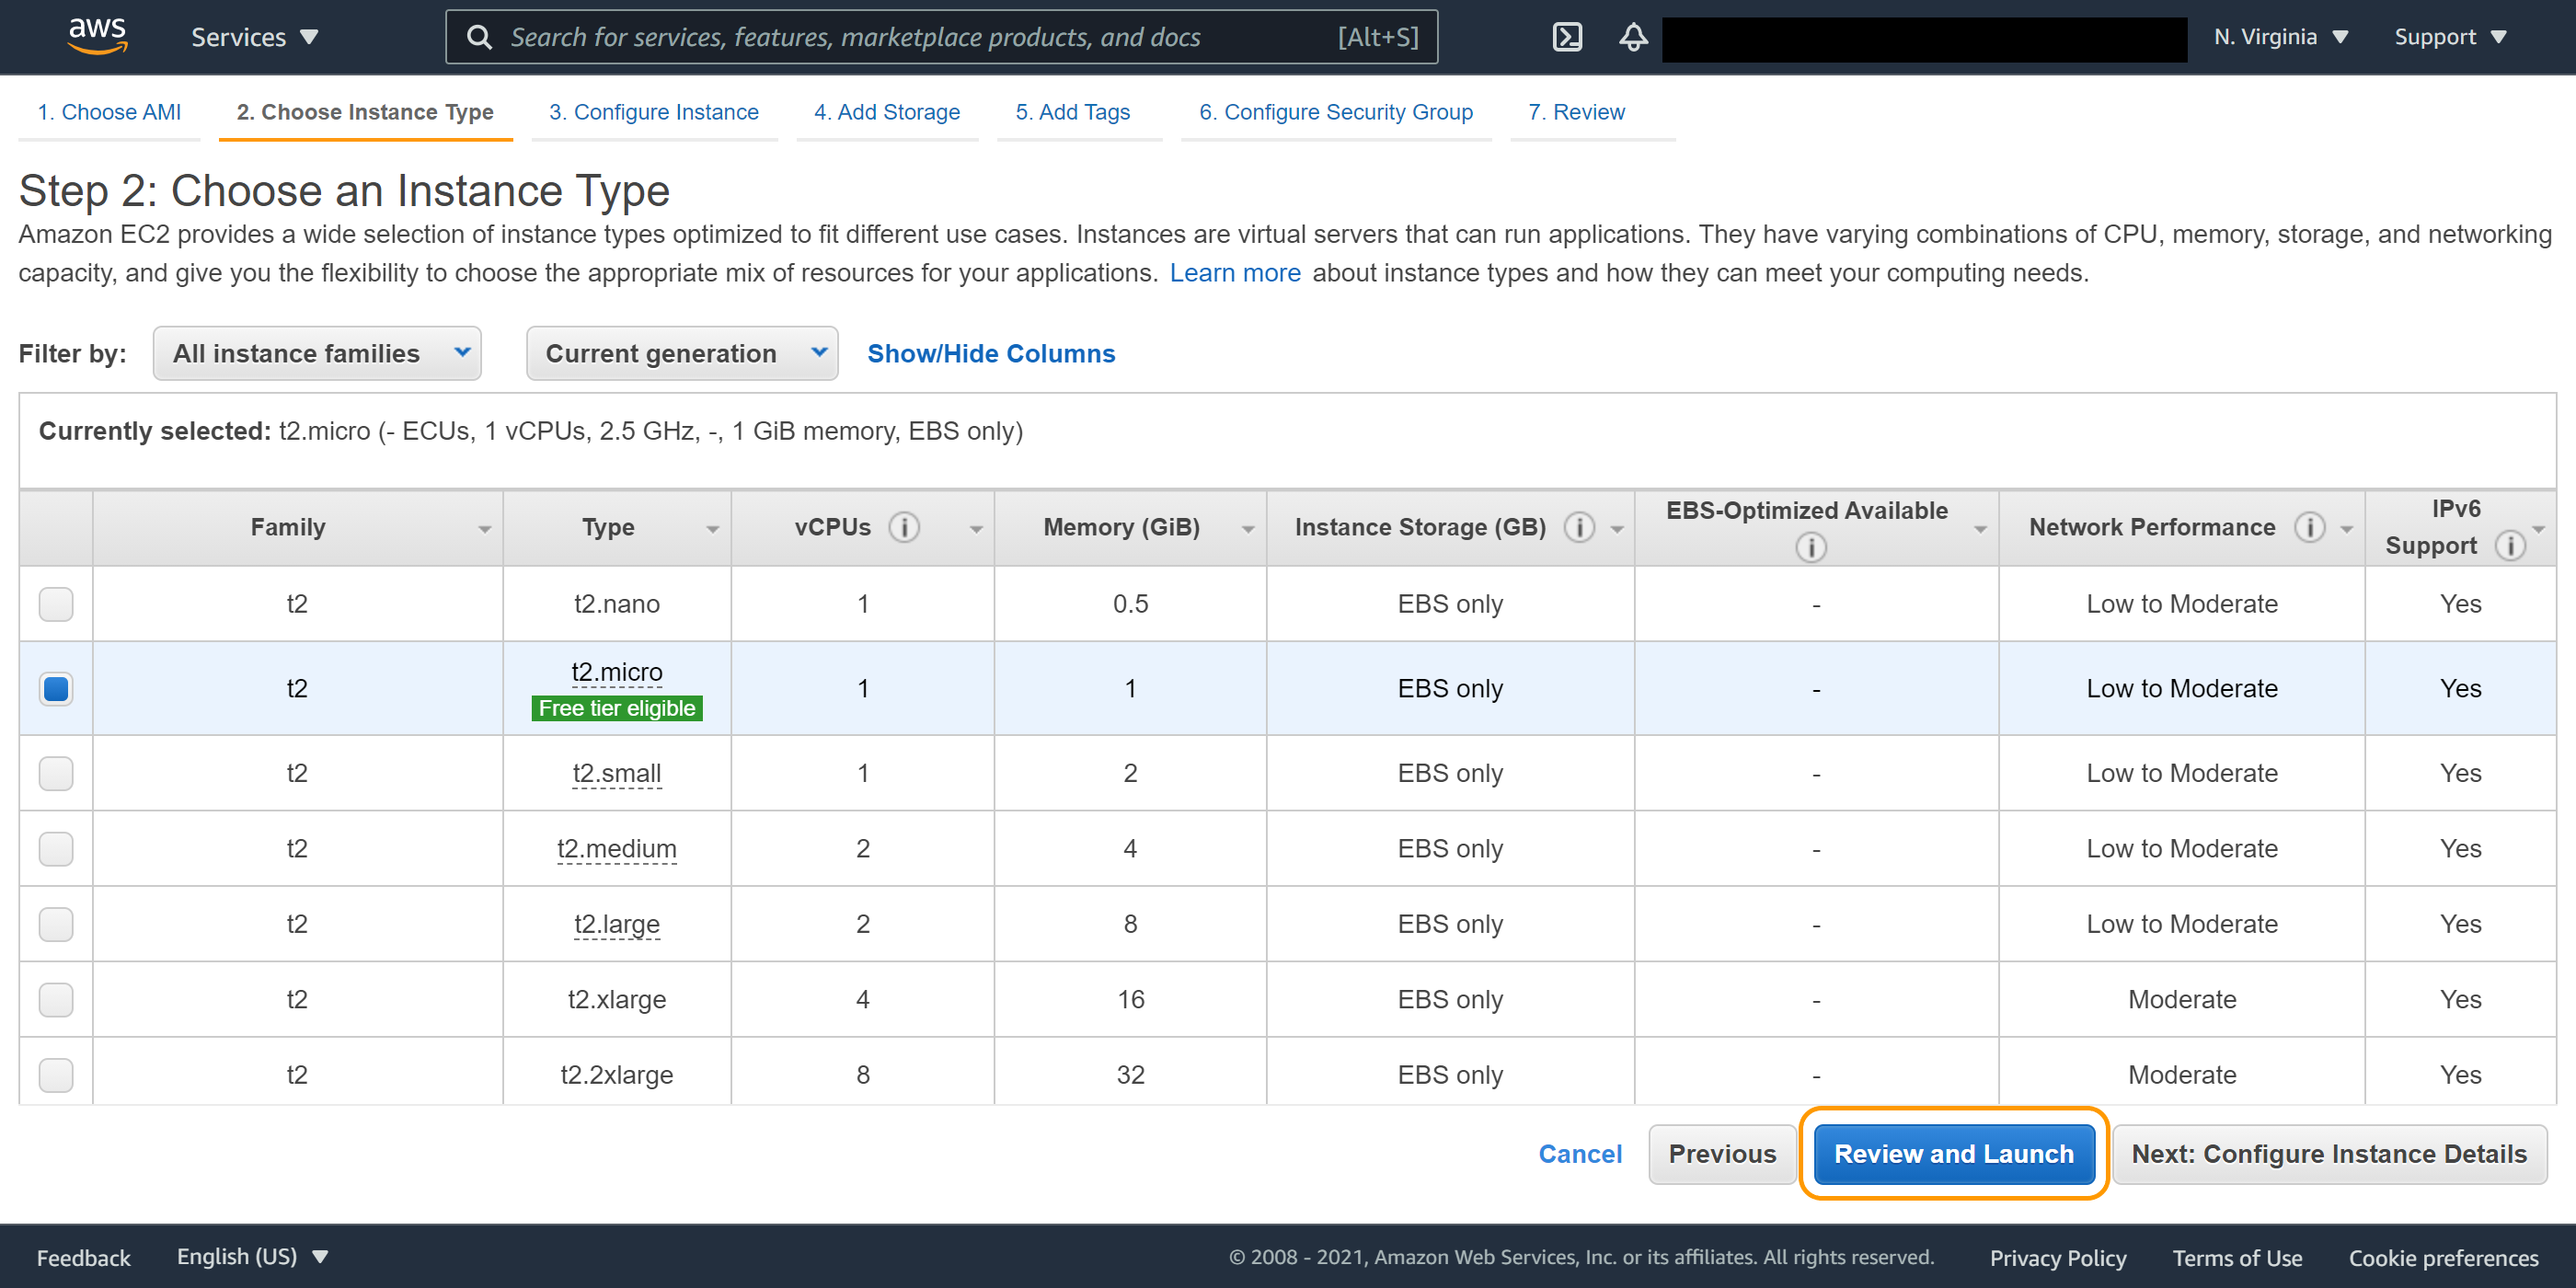 aws Services Search for services, features, marketplace products, and docs [Alt+S] N. Virginia Support
1. Choose AMI 2. Choose Instance Type 3. Configure Instance 4. Add Storage 5. Add Tags 6. Configure Security Group 7. Review
Step 2: Choose an Instance Type
Amazon EC2 provides a wide selection of instance types optimized to fit different use cases. Instances are virtual servers that can run applications. They have varying combinations of CPU, memory, storage, and networking
capacity, and give you the flexibility to choose the appropriate mix of resources for your applications. Learn more about instance types and how they can meet your computing needs.
Filter by: All instance families Current generation Show/Hide Columns
Currently selected: t2.micro (- ECUs, 1 vCPUs, 2.5 GHz, -, 1 GiB memory, EBS only)
Family Type vCPUs i Memory (GiB) Instance Storage (GB) i EBS-Optimized Available i Network Performance i IPv6 Support i
t2 t2.nano 1 0.5 EBS only - Low to Moderate Yes
t2 t2.micro Free tier eligible 1 1 EBS only - Low to Moderate Yes
t2 t2.small 1 2 EBS only - Low to Moderate Yes
t2 t2.medium 2 4 EBS only - Low to Moderate Yes
t2 t2.large 2 8 EBS only - Low to Moderate Yes
t2 t2.xlarge 4 16 EBS only - Moderate Yes
t2 t2.2xlarge 8 32 EBS only - Moderate Yes
Cancel Previous Review and Launch Next: Configure Instance Details
Feedback English (US) © 2008 - 2021, Amazon Web Services, Inc. or its affiliates. All rights reserved. Privacy Policy Terms of Use Cookie preferences